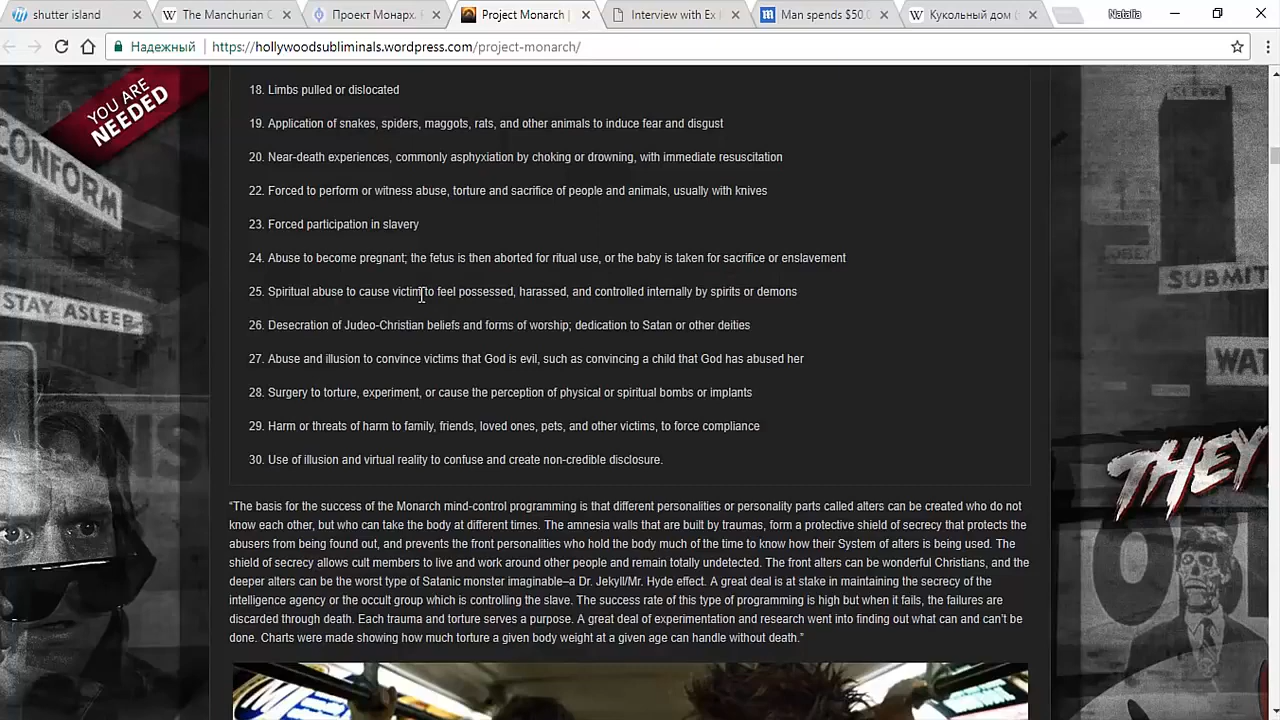 shutter island
The Manchurian C
Проект Монарх.
Project Monarch |
Interview with Ex
Man spends $50,
Кукольный дом (
Natalia
Надежный
https://hollywoodsubliminals.wordpress.com/project-monarch/
YOU ARE
NEEDED
CONFORM
STAY ASLEEP
SLEEP
SUBMIT
WAT
THEY
18. Limbs pulled or dislocated
19. Application of snakes, spiders, maggots, rats, and other animals to induce fear and disgust
20. Near-death experiences, commonly asphyxiation by choking or drowning, with immediate resuscitation
22. Forced to perform or witness abuse, torture and sacrifice of people and animals, usually with knives
23. Forced participation in slavery
24. Abuse to become pregnant; the fetus is then aborted for ritual use, or the baby is taken for sacrifice or enslavement
25. Spiritual abuse to cause victim to feel possessed, harassed, and controlled internally by spirits or demons
26. Desecration of Judeo-Christian beliefs and forms of worship; dedication to Satan or other deities
27. Abuse and illusion to convince victims that God is evil, such as convincing a child that God has abused her
28. Surgery to torture, experiment, or cause the perception of physical or spiritual bombs or implants
29. Harm or threats of harm to family, friends, loved ones, pets, and other victims, to force compliance
30. Use of illusion and virtual reality to confuse and create non-credible disclosure.
“The basis for the success of the Monarch mind-control programming is that different personalities or personality parts called alters can be created who do not
know each other, but who can take the body at different times. The amnesia walls that are built by traumas, form a protective shield of secrecy that protects the
abusers from being found out, and prevents the front personalities who hold the body much of the time to know how their System of alters is being used. The
shield of secrecy allows cult members to live and work around other people and remain totally undetected. The front alters can be wonderful Christians, and the
deeper alters can be the worst type of Satanic monster imaginable–a Dr. Jekyll/Mr. Hyde effect. A great deal is at stake in maintaining the secrecy of the
intelligence agency or the occult group which is controlling the slave. The success rate of this type of programming is high but when it fails, the failures are
discarded through death. Each trauma and torture serves a purpose. A great deal of experimentation and research went into finding out what can and can't be
done. Charts were made showing how much torture a given body weight at a given age can handle without death.”